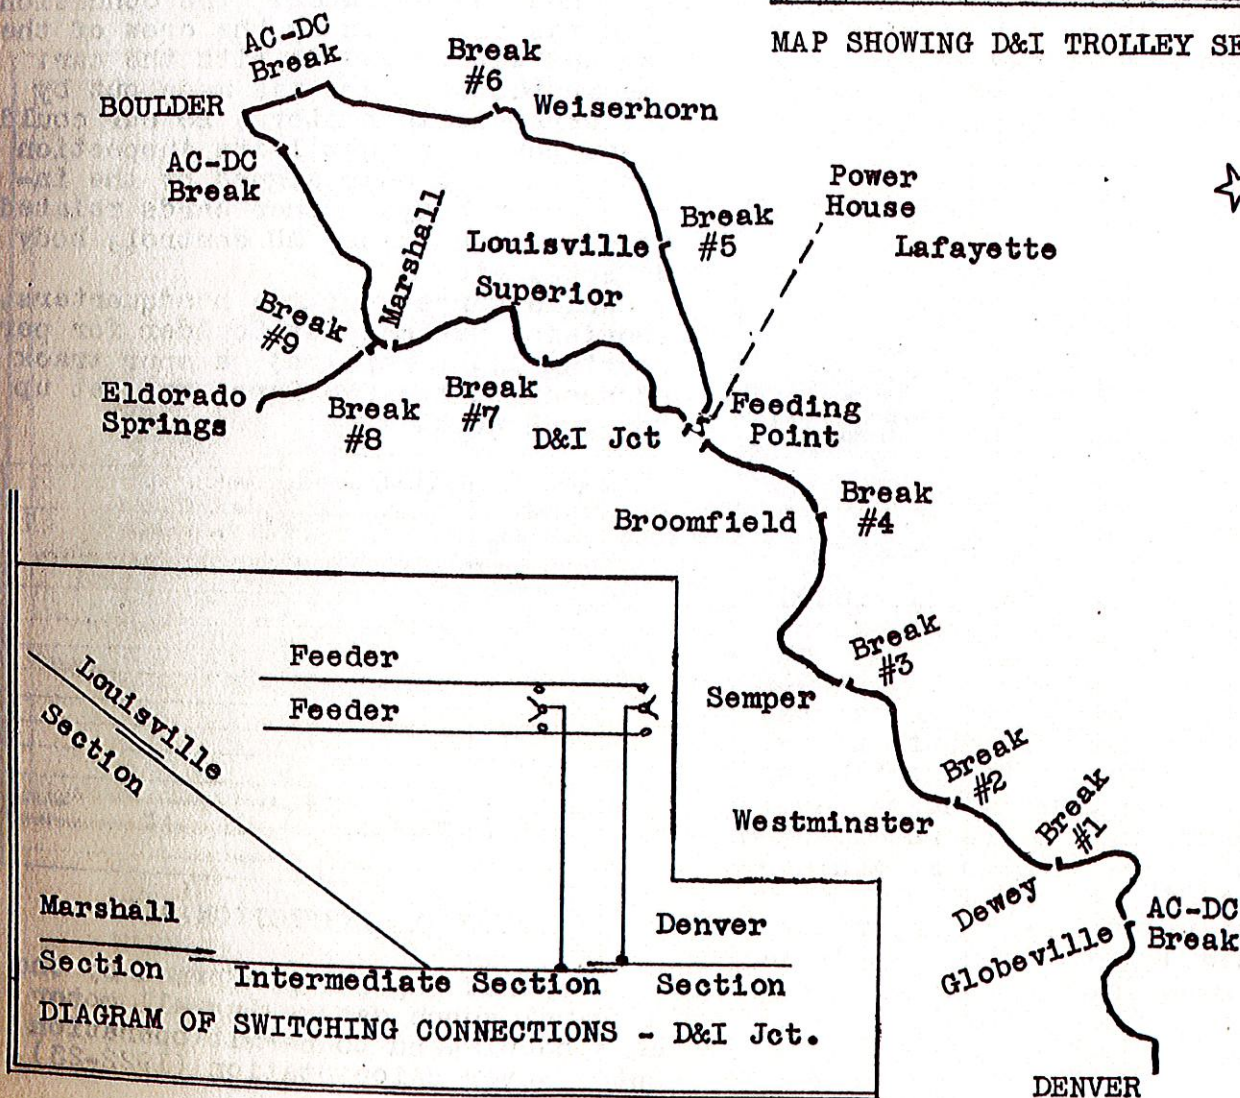 MAP SHOWING D&I TROLLEY SE
AC-DC
Break
Break
#6
BOULDER
Weiserhorn
AC-DC
Break
Marshall
Power
House
Break
#5
Louisville
Lafayette
Superior
Break
#9
Eldorado
Springs
Break
#8
Break
#7
D&I Jct
Feeding
Point
Break
#4
Broomfield
Break
#3
Semper
Break
#2
Westminster
Break
#1
Dewey
AC-DC
Break
Globeville
DENVER
Feeder
Feeder
Louisville
Section
Marshall
Section
Intermediate Section
Denver
Section
DIAGRAM OF SWITCHING CONNECTIONS - D&I Jct.